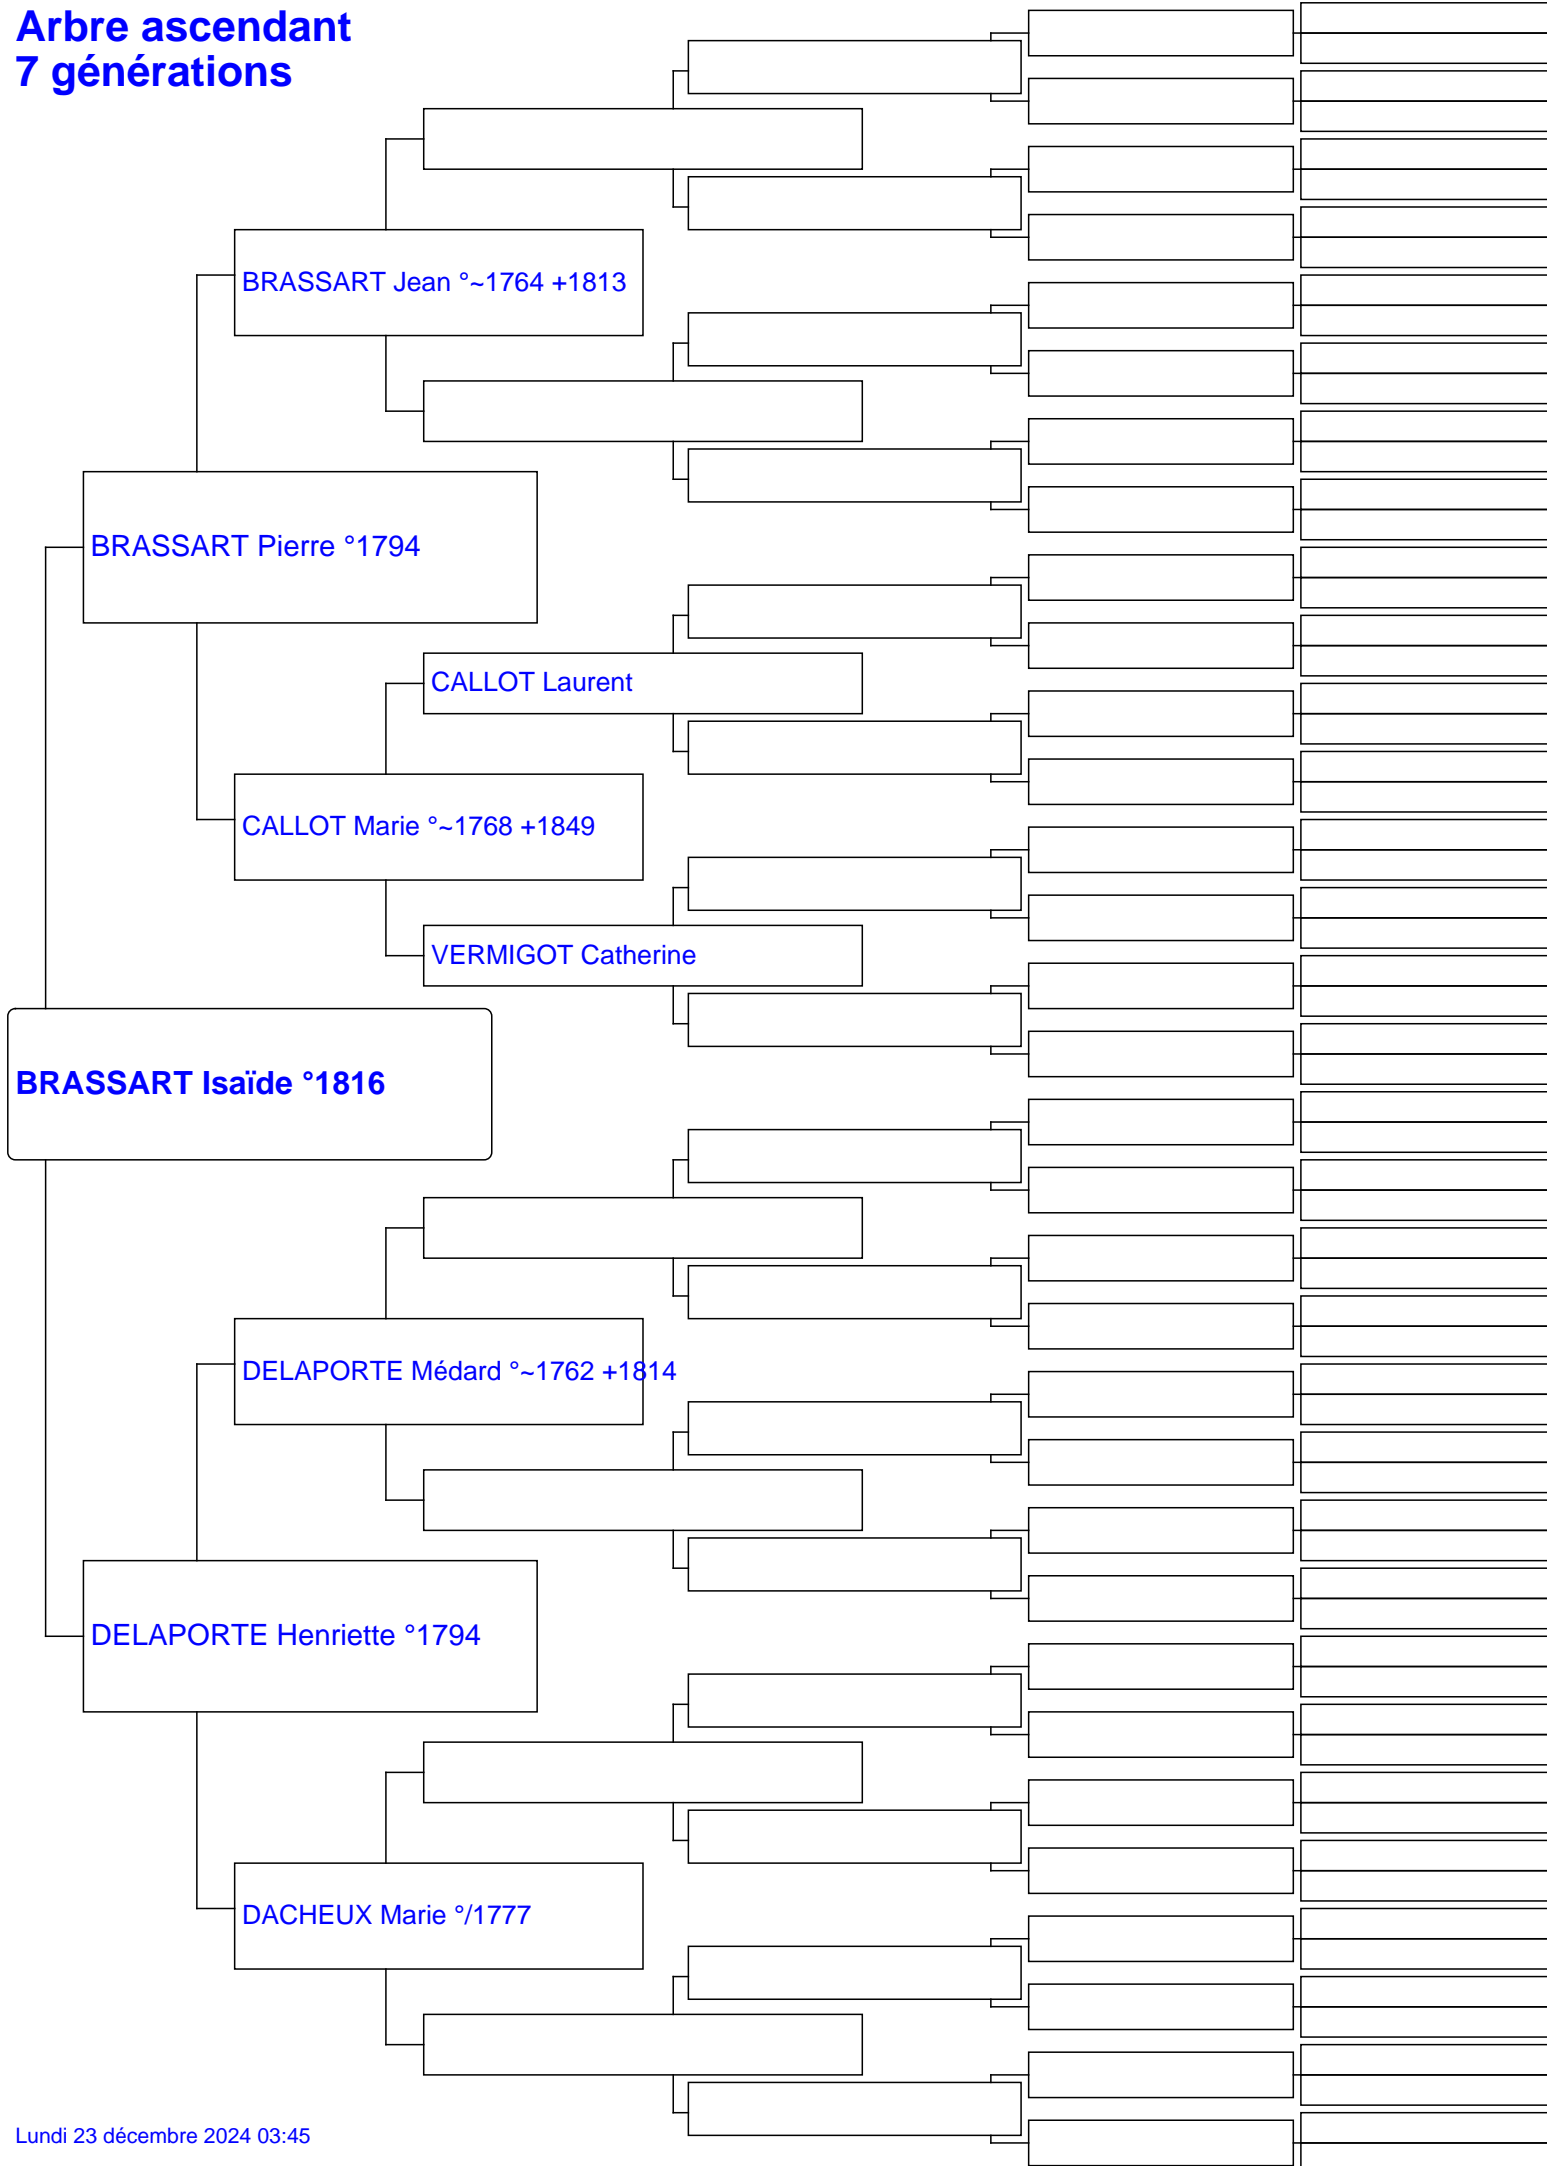 Arbre ascendant
7 générations
BRASSART Jean °~1764 +1813
BRASSART Pierre °1794
CALLOT Laurent
CALLOT Marie °~1768 +1849
VERMIGOT Catherine
BRASSART Isaïde °1816
DELAPORTE Médard °~1762 +1814
DELAPORTE Henriette °1794
DACHEUX Marie °/1777
Lundi 23 décembre 2024 03:45